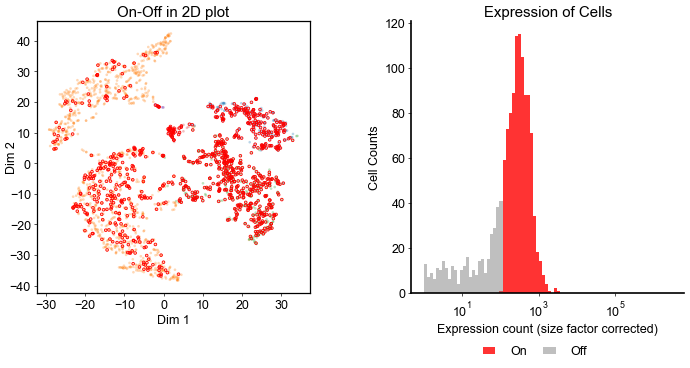 On-Off in 2D plot
40
30
20
10
0
−10
−20
−30
−40
Dim 2
−30 −20 −10 0 10 20 30
Dim 1
Expression of Cells
120
100
80
60
40
20
0
Cell Counts
10^1 10^3 10^5
Expression count (size factor corrected)
On Off